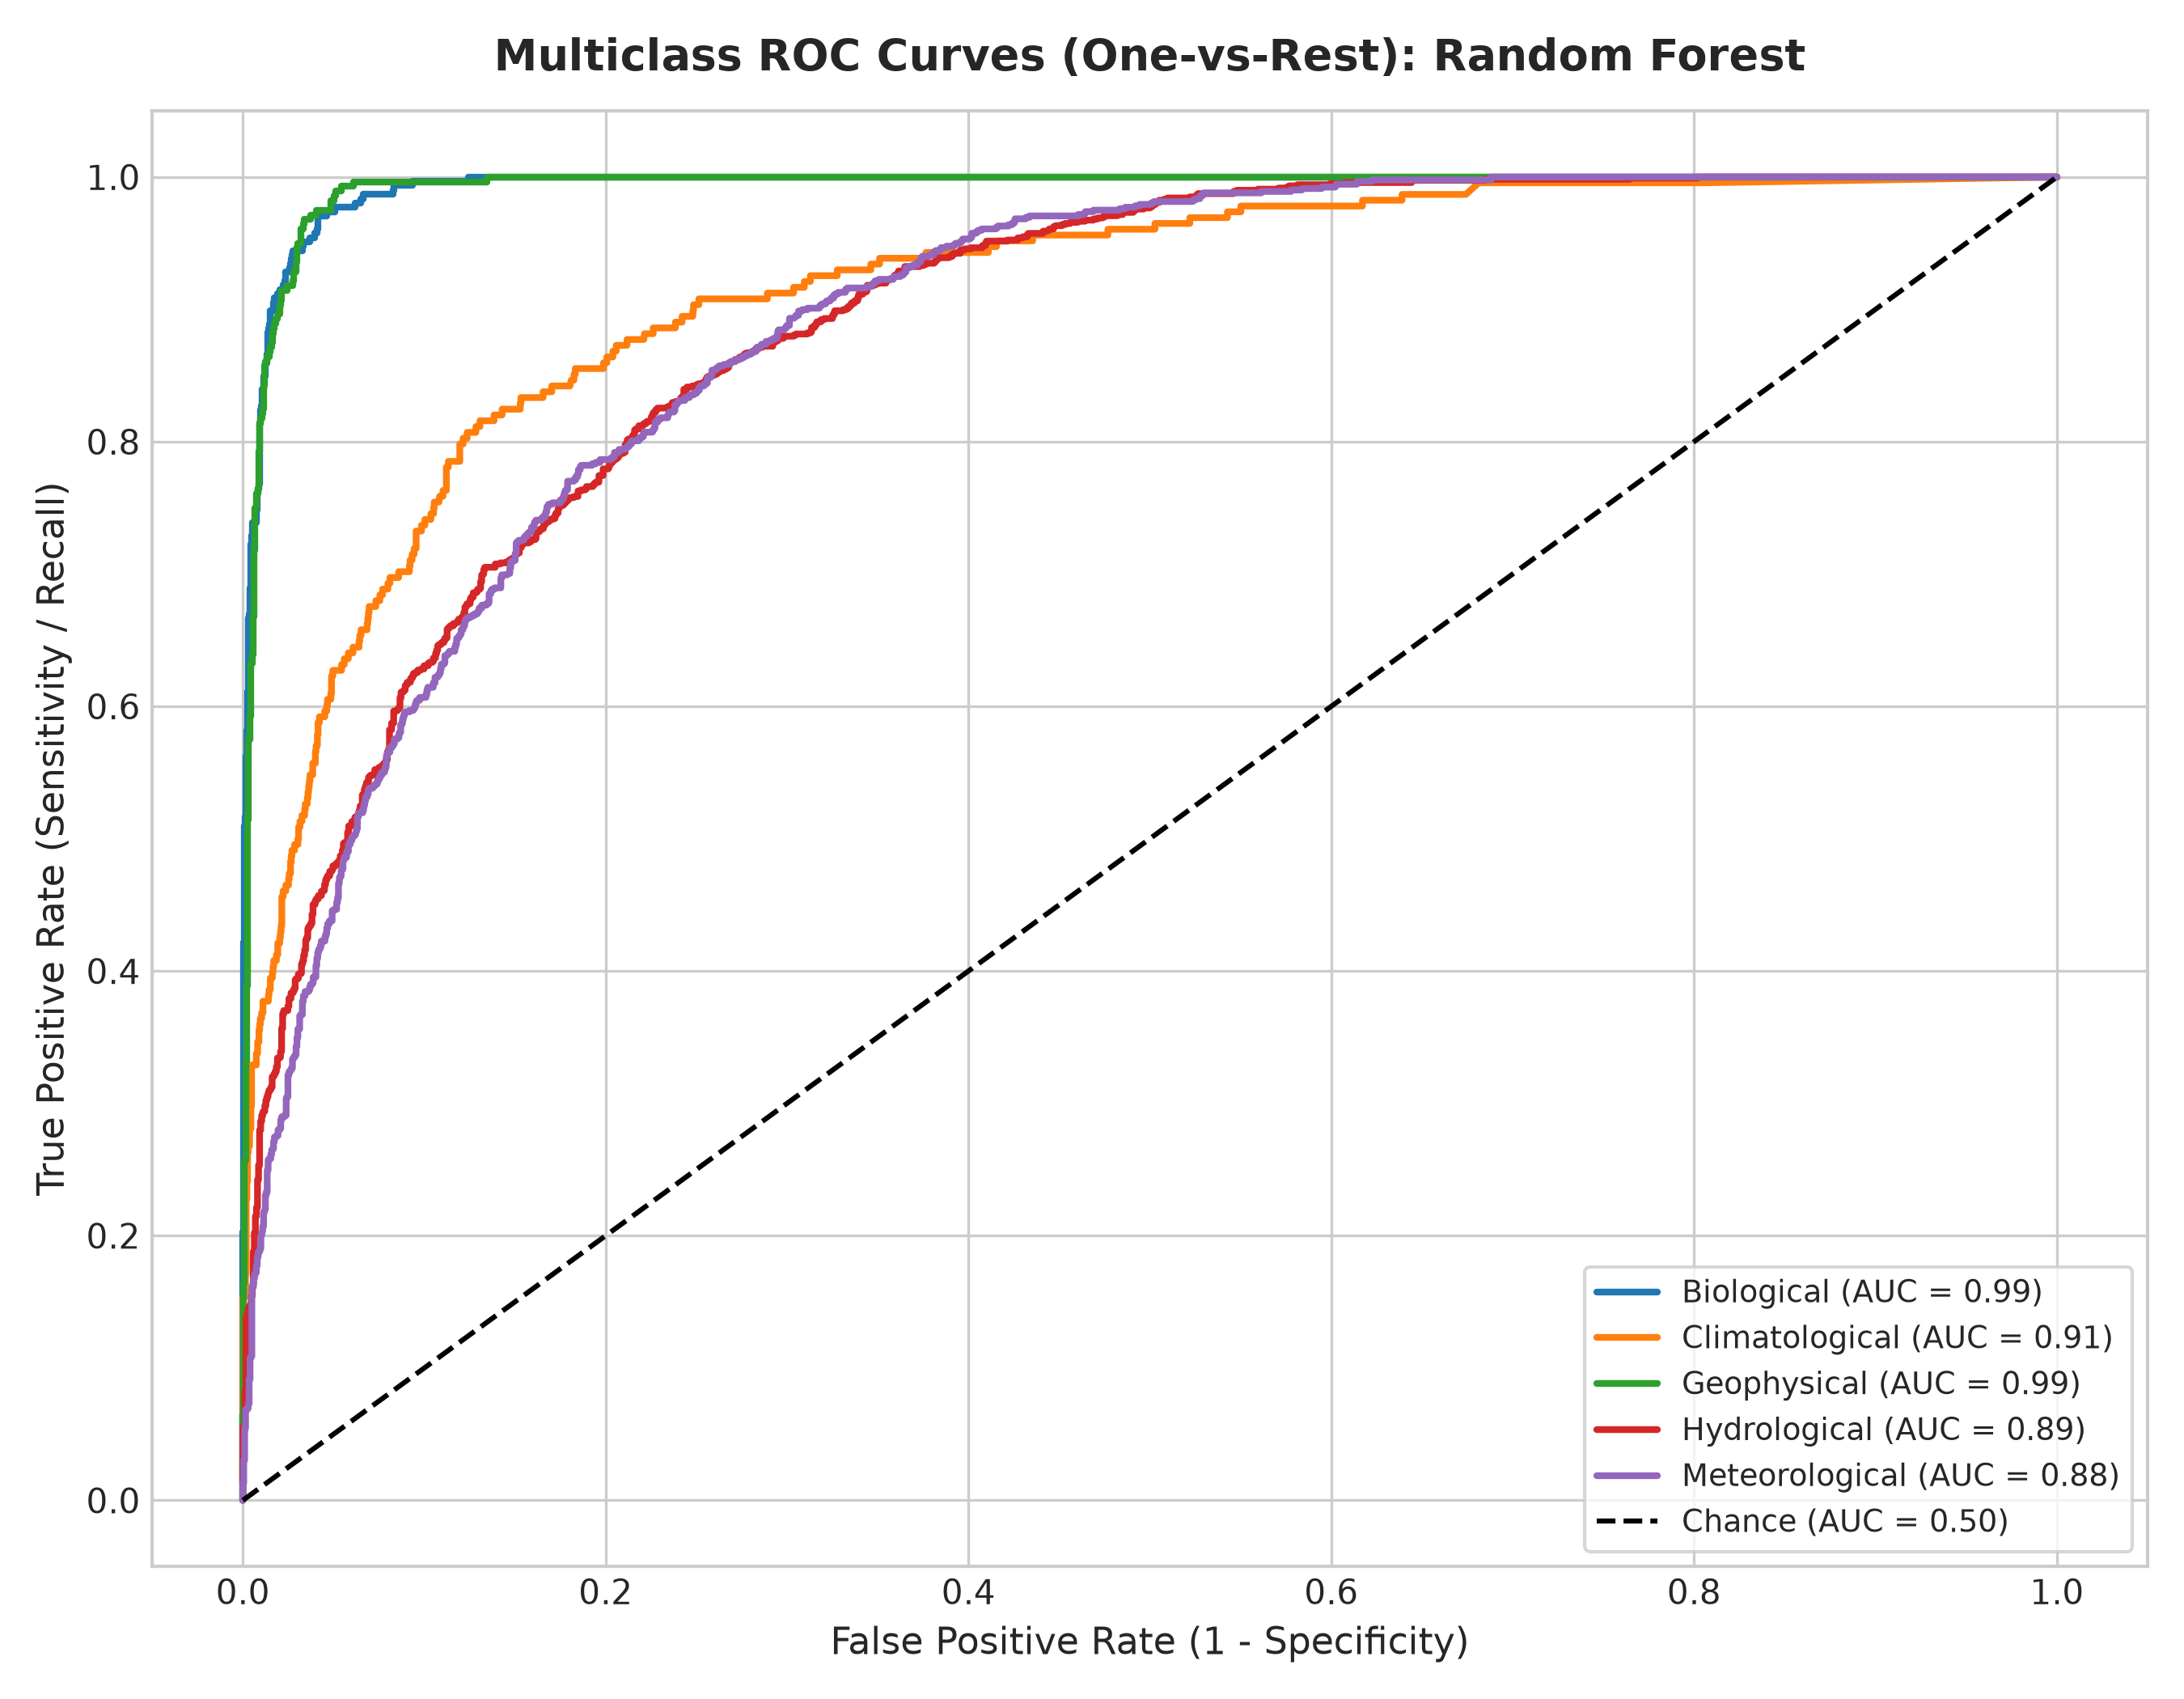 Multiclass ROC Curves (One-vs-Rest): Random Forest
True Positive Rate (Sensitivity / Recall)
1.0
0.8
0.6
0.4
0.2
0.0
Biological (AUC = 0.99)
Climatological (AUC = 0.91)
Geophysical (AUC = 0.99)
Hydrological (AUC = 0.89)
Meteorological (AUC = 0.88)
Chance (AUC = 0.50)
0.0 0.2 0.4 0.6 0.8 1.0
False Positive Rate (1 - Specificity)